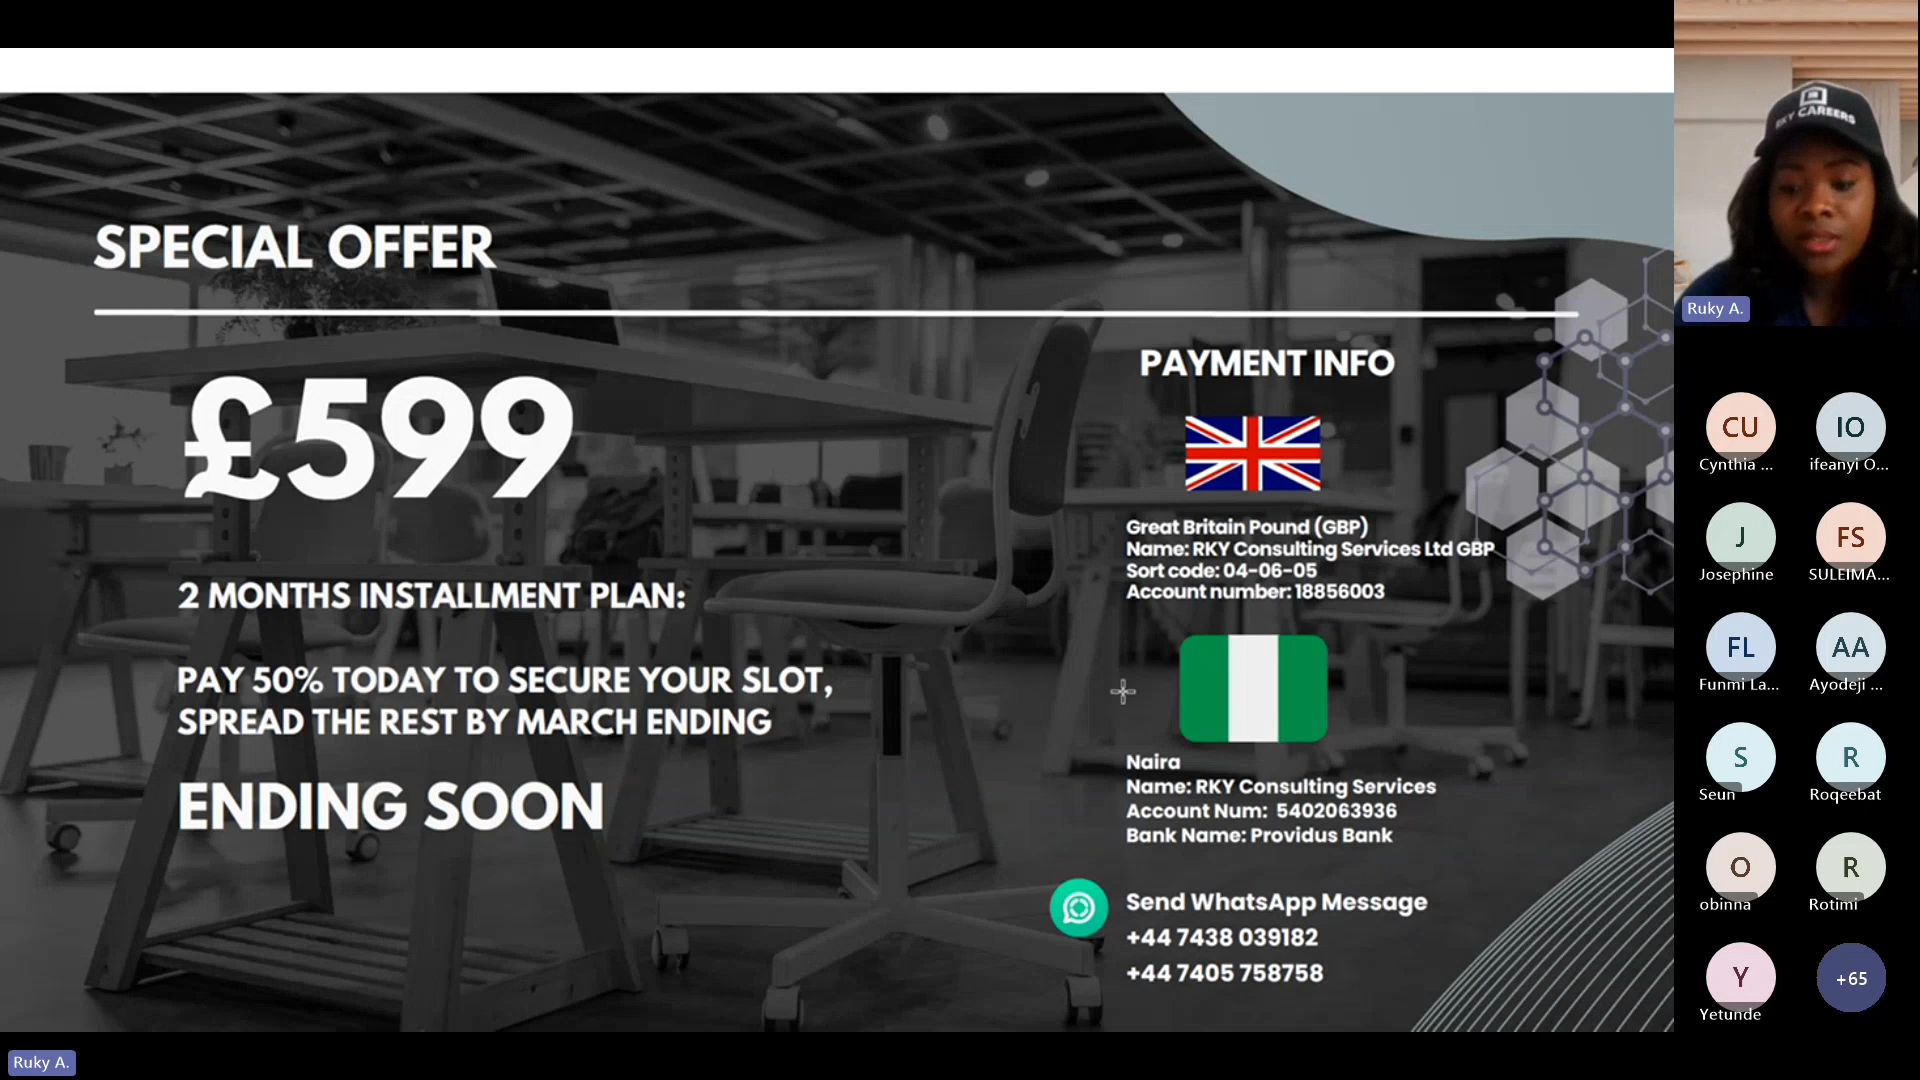 SPECIAL OFFER
£599
2 MONTHS INSTALLMENT PLAN:
PAY 50% TODAY TO SECURE YOUR SLOT,
SPREAD THE REST BY MARCH ENDING
ENDING SOON
PAYMENT INFO
Great Britain Pound (GBP)
Name: RKY Consulting Services Ltd GBP
Sort code: 04-06-05
Account number: 18856003
Naira
Name: RKY Consulting Services
Account Num: 5402063936
Bank Name: Providus Bank
Send WhatsApp Message
+44 7438 039182
+44 7405 758758
RKY CAREERS
Ruky A.
CU
Cynthia ...
IO
ifeanyi O...
J
Josephine
FS
SULEIMA...
FL
Funmi La...
AA
Ayodeji ...
S
Seun
R
Roqeebat
O
obinna
R
Rotimi
Y
Yetunde
+65
Ruky A.